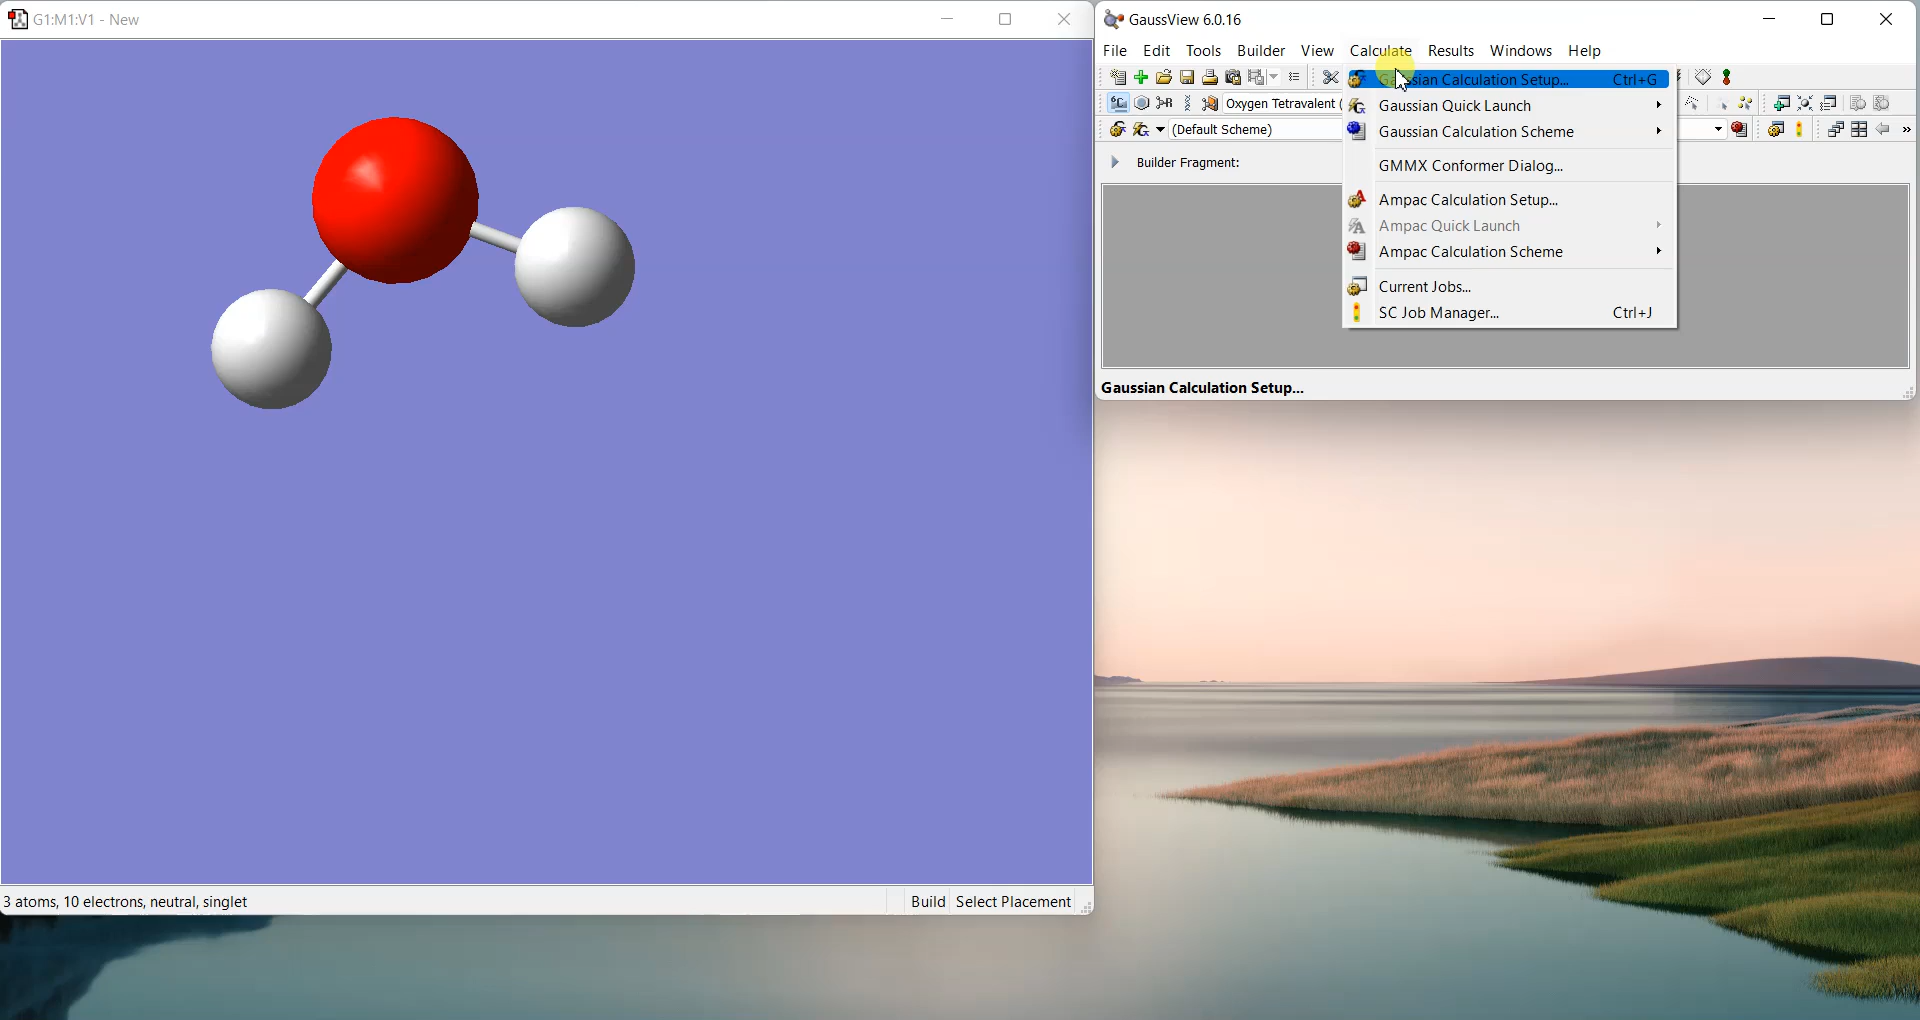 G1:M1:V1 - New
3 atoms, 10 electrons, neutral, singlet
Build Select Placement
GaussView 6.0.16
File Edit Tools Builder View Calculate Results Windows Help
Oxygen Tetravalent (
(Default Scheme)
Builder Fragment:
Gaussian Calculation Setup... Ctrl+G
Gaussian Quick Launch
Gaussian Calculation Scheme
GMMX Conformer Dialog...
Ampac Calculation Setup...
Ampac Quick Launch
Ampac Calculation Scheme
Current Jobs...
SC Job Manager... Ctrl+J
Gaussian Calculation Setup...